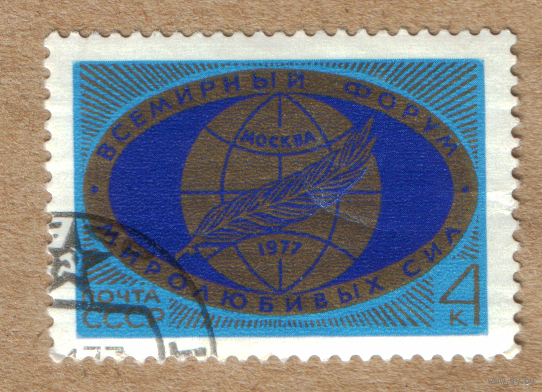 ВСЕМИРНЫЙ ФОРУМ
МОСКВА
1977
МИРОЛЮБИВЫХ СИЛ
ПОЧТА
СССР
4
К